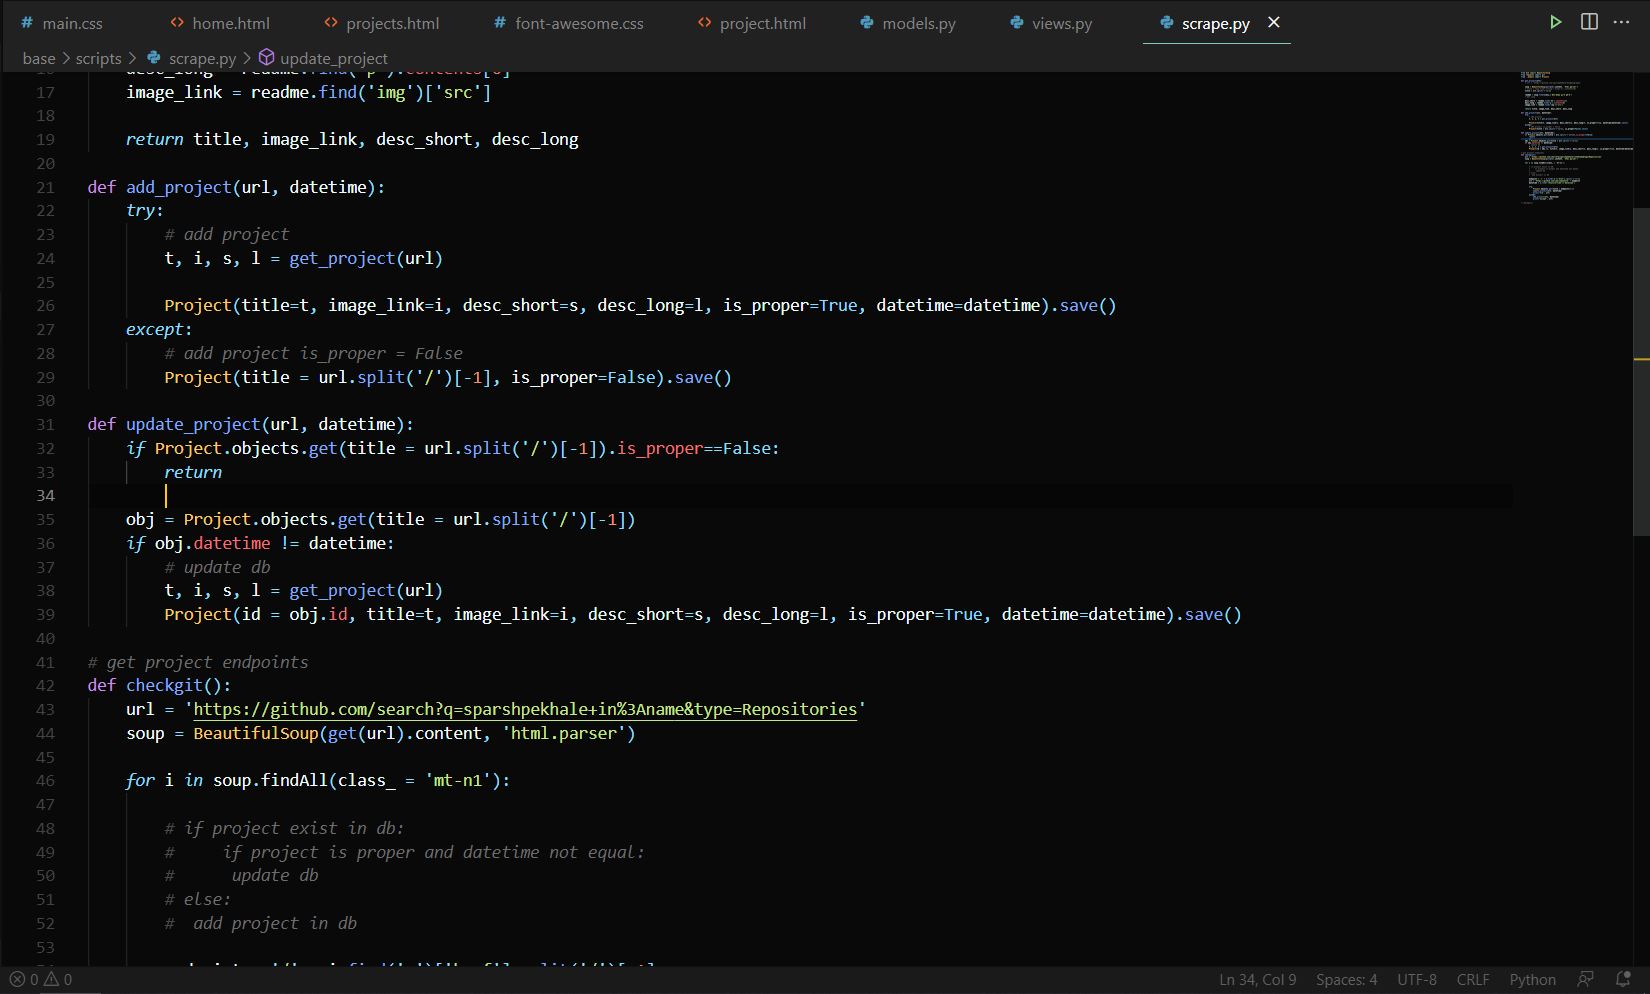 main.css home.html projects.html font-awesome.css project.html models.py views.py scrape.py
base scripts scrape.py update_project
17 image_link = readme.find('img')['src']
18
19 return title, image_link, desc_short, desc_long
20
21 def add_project(url, datetime):
22 try:
23 # add project
24 t, i, s, l = get_project(url)
25
26 Project(title=t, image_link=i, desc_short=s, desc_long=l, is_proper=True, datetime=datetime).save()
27 except:
28 # add project is_proper = False
29 Project(title = url.split('/')[-1], is_proper=False).save()
30
31 def update_project(url, datetime):
32 if Project.objects.get(title = url.split('/')[-1]).is_proper==False:
33 return
34
35 obj = Project.objects.get(title = url.split('/')[-1])
36 if obj.datetime != datetime:
37 # update db
38 t, i, s, l = get_project(url)
39 Project(id = obj.id, title=t, image_link=i, desc_short=s, desc_long=l, is_proper=True, datetime=datetime).save()
40
41 # get project endpoints
42 def checkgit():
43 url = 'https://github.com/search?q=sparshpekhale+in%3Aname&type=Repositories'
44 soup = BeautifulSoup(get(url).content, 'html.parser')
45
46 for i in soup.findAll(class_ = 'mt-n1'):
47
48 # if project exist in db:
49 # if project is proper and datetime not equal:
50 # update db
51 # else:
52 # add project in db
53
0 0 Ln 34, Col 9 Spaces: 4 UTF-8 CRLF Python